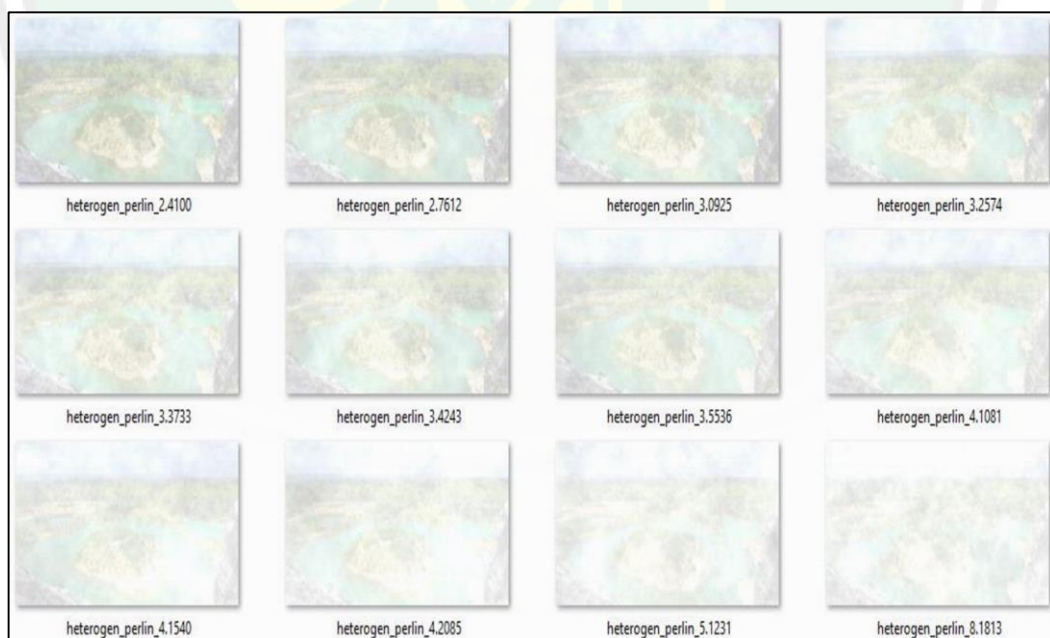 heterogen_perlin_2.4100 heterogen_perlin_2.7612 heterogen_perlin_3.0925 heterogen_perlin_3.2574
heterogen_perlin_3.3733 heterogen_perlin_3.4243 heterogen_perlin_3.5536 heterogen_perlin_4.1081
heterogen_perlin_4.1540 heterogen_perlin_4.2085 heterogen_perlin_5.1231 heterogen_perlin_8.1813